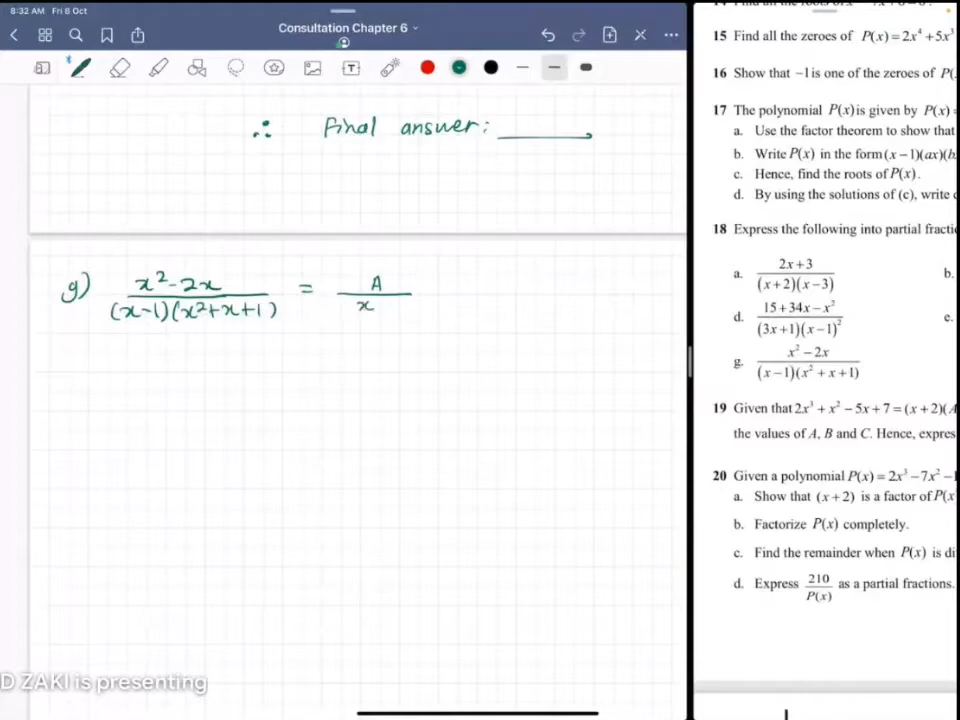 8:32 AM Fri 8 Oct
Consultation Chapter 6
∴ Final answer:
g) x²-2x / (x-1)(x²+x+1) = A / x
D ZAKI is presenting
15 Find all the zeroes of P(x)=2x⁴+5x³
16 Show that −1 is one of the zeroes of P(
17 The polynomial P(x) is given by P(x)=
a. Use the factor theorem to show that
b. Write P(x) in the form (x−1)(ax)(b
c. Hence, find the roots of P(x).
d. By using the solutions of (c), write
18 Express the following into partial fracti
a. 2x+3 / (x+2)(x−3) b.
d. 15+34x−x² / (3x+1)(x−1)² e.
g. x²−2x / (x−1)(x²+x+1)
19 Given that 2x³+x²−5x+7=(x+2)(A
the values of A, B and C. Hence, expres
20 Given a polynomial P(x)=2x³−7x²−
a. Show that (x+2) is a factor of P(x
b. Factorize P(x) completely.
c. Find the remainder when P(x) is di
d. Express 210 / P(x) as a partial fractions.